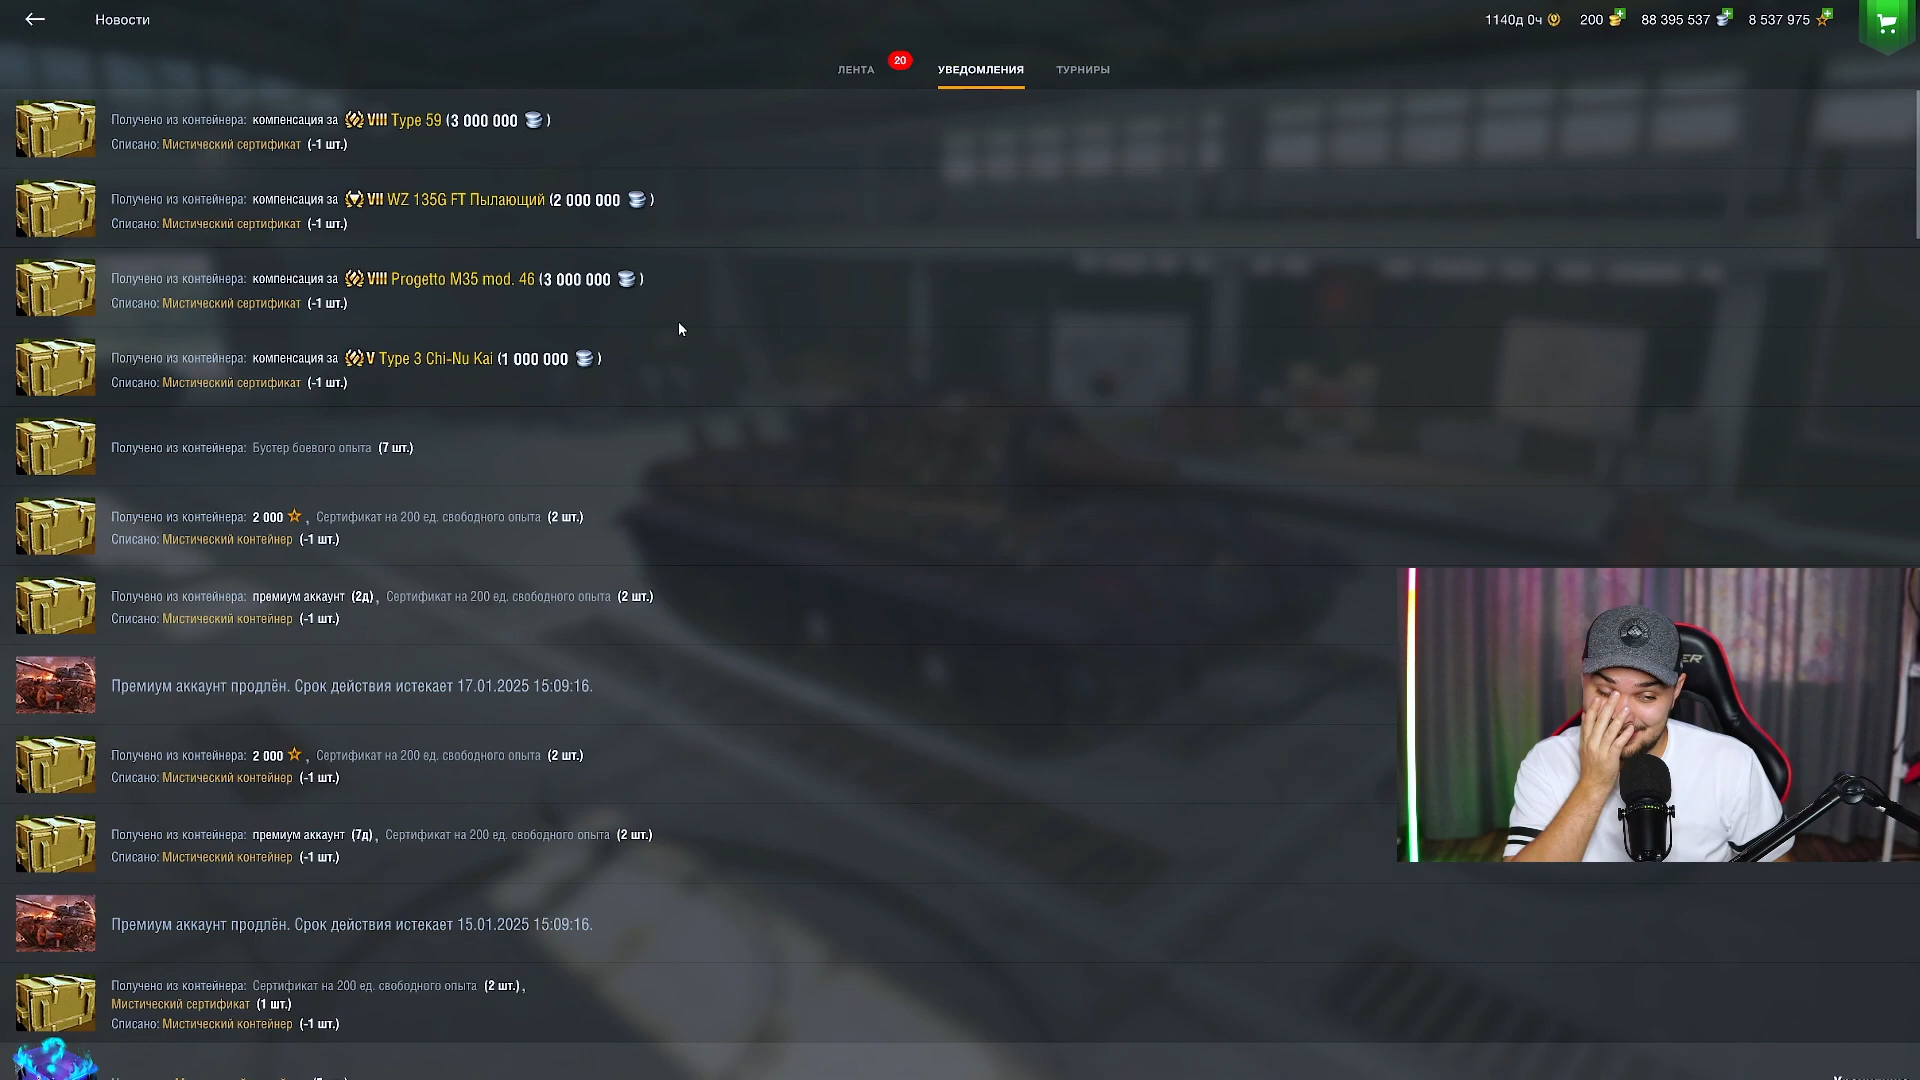 Новости
1140д 0ч
200
88 395 537
8 537 975
ЛЕНТА
20
УВЕДОМЛЕНИЯ
ТУРНИРЫ
Получено из контейнера: компенсация за VIII Type 59 (3 000 000 )
Списано: Мистический сертификат (-1 шт.)
Получено из контейнера: компенсация за VII WZ 135G FT Пылающий (2 000 000 )
Списано: Мистический сертификат (-1 шт.)
Получено из контейнера: компенсация за VIII Progetto M35 mod. 46 (3 000 000 )
Списано: Мистический сертификат (-1 шт.)
Получено из контейнера: компенсация за V Type 3 Chi-Nu Kai (1 000 000 )
Списано: Мистический сертификат (-1 шт.)
Получено из контейнера: Бустер боевого опыта (7 шт.)
Получено из контейнера: 2 000 , Сертификат на 200 ед. свободного опыта (2 шт.)
Списано: Мистический контейнер (-1 шт.)
Получено из контейнера: премиум аккаунт (2д), Сертификат на 200 ед. свободного опыта (2 шт.)
Списано: Мистический контейнер (-1 шт.)
Премиум аккаунт продлён. Срок действия истекает 17.01.2025 15:09:16.
Получено из контейнера: 2 000 , Сертификат на 200 ед. свободного опыта (2 шт.)
Списано: Мистический контейнер (-1 шт.)
Получено из контейнера: премиум аккаунт (7д), Сертификат на 200 ед. свободного опыта (2 шт.)
Списано: Мистический контейнер (-1 шт.)
Премиум аккаунт продлён. Срок действия истекает 15.01.2025 15:09:16.
Получено из контейнера: Сертификат на 200 ед. свободного опыта (2 шт.),
Мистический сертификат (1 шт.)
Списано: Мистический контейнер (-1 шт.)